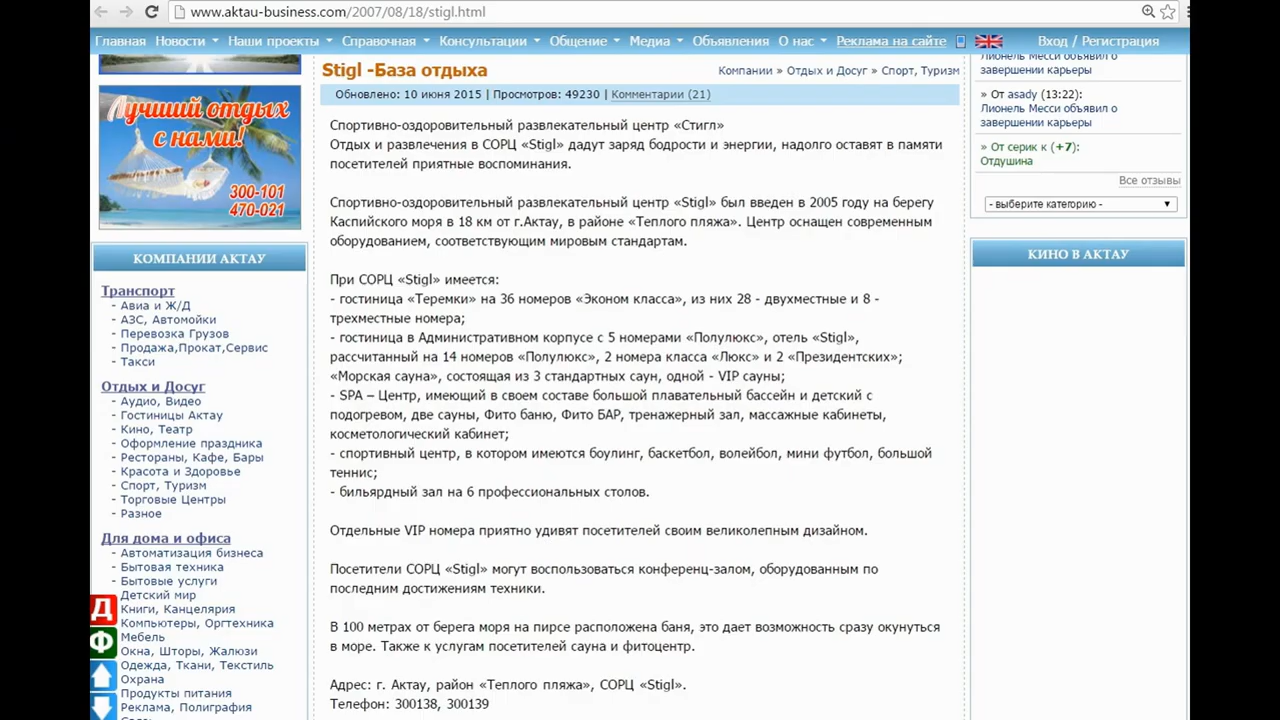 www.aktau-business.com/2007/08/18/stigl.html
Главная Новости Наши проекты Справочная Консультации Общение Медиа Объявления О нас Реклама на сайте Вход / Регистрация
Лучший отдых
с нами!
300-101
470-021
КОМПАНИИ АКТАУ
Транспорт
- Авиа и Ж/Д
- АЗС, Автомойки
- Перевозка Грузов
- Продажа,Прокат,Сервис
- Такси
Отдых и Досуг
- Аудио, Видео
- Гостиницы Актау
- Кино, Театр
- Оформление праздника
- Рестораны, Кафе, Бары
- Красота и Здоровье
- Спорт, Туризм
- Торговые Центры
- Разное
Для дома и офиса
- Автоматизация бизнеса
- Бытовая техника
- Бытовые услуги
Детский мир
Книги, Канцелярия
Компьютеры, Оргтехника
Мебель
Окна, Шторы, Жалюзи
Одежда, Ткани, Текстиль
Охрана
Продукты питания
Реклама, Полиграфия
Д
Ф
Stigl -База отдыха
Компании » Отдых и Досуг » Спорт, Туризм
Обновлено: 10 июня 2015 | Просмотров: 49230 | Комментарии (21)
Спортивно-оздоровительный развлекательный центр «Стигл»
Отдых и развлечения в СОРЦ «Stigl» дадут заряд бодрости и энергии, надолго оставят в памяти
посетителей приятные воспоминания.
Спортивно-оздоровительный развлекательный центр «Stigl» был введен в 2005 году на берегу
Каспийского моря в 18 км от г.Актау, в районе «Теплого пляжа». Центр оснащен современным
оборудованием, соответствующим мировым стандартам.
При СОРЦ «Stigl» имеется:
- гостиница «Теремки» на 36 номеров «Эконом класса», из них 28 - двухместные и 8 -
трехместные номера;
- гостиница в Административном корпусе с 5 номерами «Полулюкс», отель «Stigl»,
рассчитанный на 14 номеров «Полулюкс», 2 номера класса «Люкс» и 2 «Президентских»;
«Морская сауна», состоящая из 3 стандартных саун, одной - VIP сауны;
- SPA – Центр, имеющий в своем составе большой плавательный бассейн и детский с
подогревом, две сауны, Фито баню, Фито БАР, тренажерный зал, массажные кабинеты,
косметологический кабинет;
- спортивный центр, в котором имеются боулинг, баскетбол, волейбол, мини футбол, большой
теннис;
- бильярдный зал на 6 профессиональных столов.
Отдельные VIP номера приятно удивят посетителей своим великолепным дизайном.
Посетители СОРЦ «Stigl» могут воспользоваться конференц-залом, оборудованным по
последним достижениям техники.
В 100 метрах от берега моря на пирсе расположена баня, это дает возможность сразу окунуться
в море. Также к услугам посетителей сауна и фитоцентр.
Адрес: г. Актау, район «Теплого пляжа», СОРЦ «Stigl».
Телефон: 300138, 300139
Лионель Месси объявил о
завершении карьеры
» От asady (13:22):
Лионель Месси объявил о
завершении карьеры
» От серик к (+7):
Отдушина
Все отзывы
- выберите категорию -
КИНО В АКТАУ